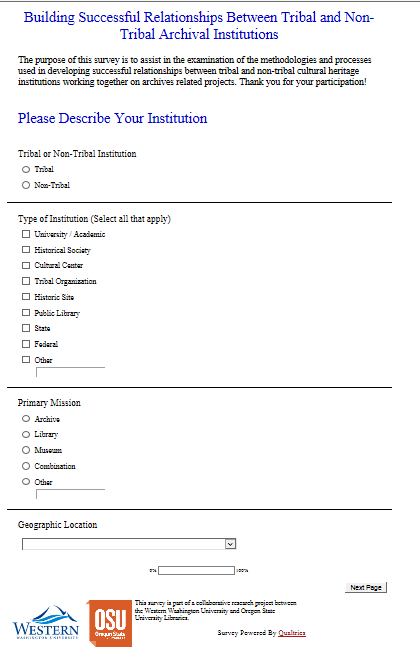 Building Successful Relationships Between Tribal and Non-
Tribal Archival Institutions
The purpose of this survey is to assist in the examination of the methodologies and processes
used in developing successful relationships between tribal and non-tribal cultural heritage
institutions working together on archives related projects. Thank you for your participation!
Please Describe Your Institution
Tribal or Non-Tribal Institution
Tribal
Non-Tribal
Type of Institution (Select all that apply)
University / Academic
Historical Society
Cultural Center
Tribal Organization
Historic Site
Public Library
State
Federal
Other
Primary Mission
Archive
Library
Museum
Combination
Other
Geographic Location
0% 100%
Next Page
WESTERN
WASHINGTON UNIVERSITY
OSU
Oregon State
This survey is part of a collaborative research project between
the Western Washington University and Oregon State
University Libraries.
Survey Powered By Qualtrics